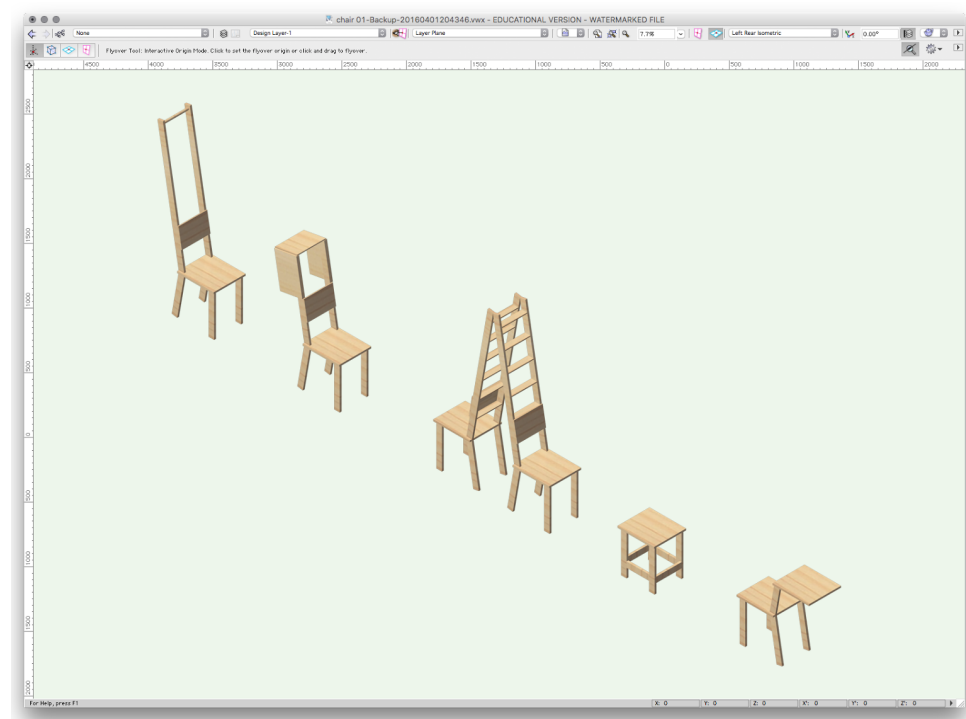 chair 01-Backup-20160401204346.vwx - EDUCATIONAL VERSION - WATERMARKED FILE
None Design Layer-1 Layer Plane 7.7% Left Rear Isometric 0.00°
Flyover Tool: Interactive Origin Mode. Click to set the flyover origin or click and drag to flyover.
4500 4000 3500 3000 2500 2000 1500 1000 500 0 500 1000 1500 2000
2500
2000
1500
1000
500
0
500
1000
1500
2000
For Help, press F1 X: 0 Y: 0 Z: 0 X': 0 Y': 0 Z': 0